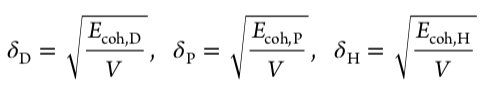 δ_D = √(E_coh,D / V) , δ_P = √(E_coh,P / V) , δ_H = √(E_coh,H / V)